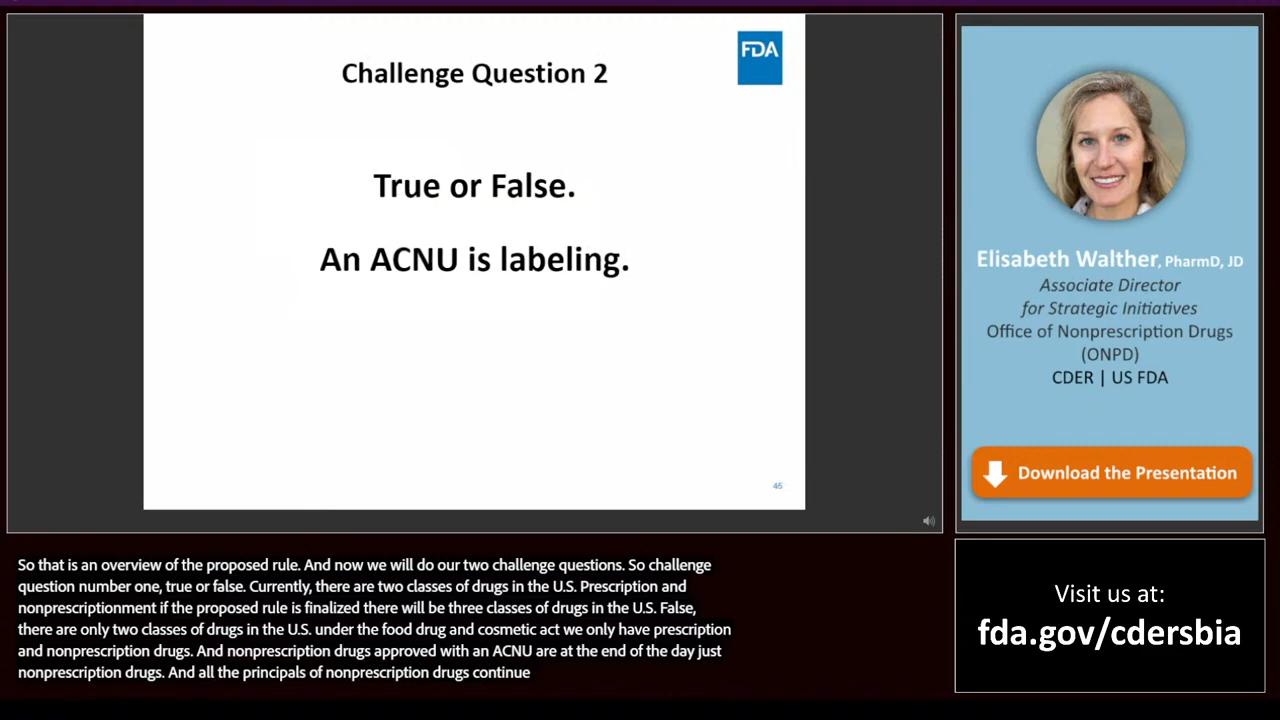 FDA
Challenge Question 2
True or False.
An ACNU is labeling.
45
Elisabeth Walther, PharmD, JD
Associate Director
for Strategic Initiatives
Office of Nonprescription Drugs
(ONPD)
CDER | US FDA
Download the Presentation
So that is an overview of the proposed rule. And now we will do our two challenge questions. So challenge
question number one, true or false. Currently, there are two classes of drugs in the U.S. Prescription and
nonprescriptionment if the proposed rule is finalized there will be three classes of drugs in the U.S. False,
there are only two classes of drugs in the U.S. under the food drug and cosmetic act we only have prescription
and nonprescription drugs. And nonprescription drugs approved with an ACNU are at the end of the day just
nonprescription drugs. And all the principals of nonprescription drugs continue
Visit us at:
fda.gov/cdersbia